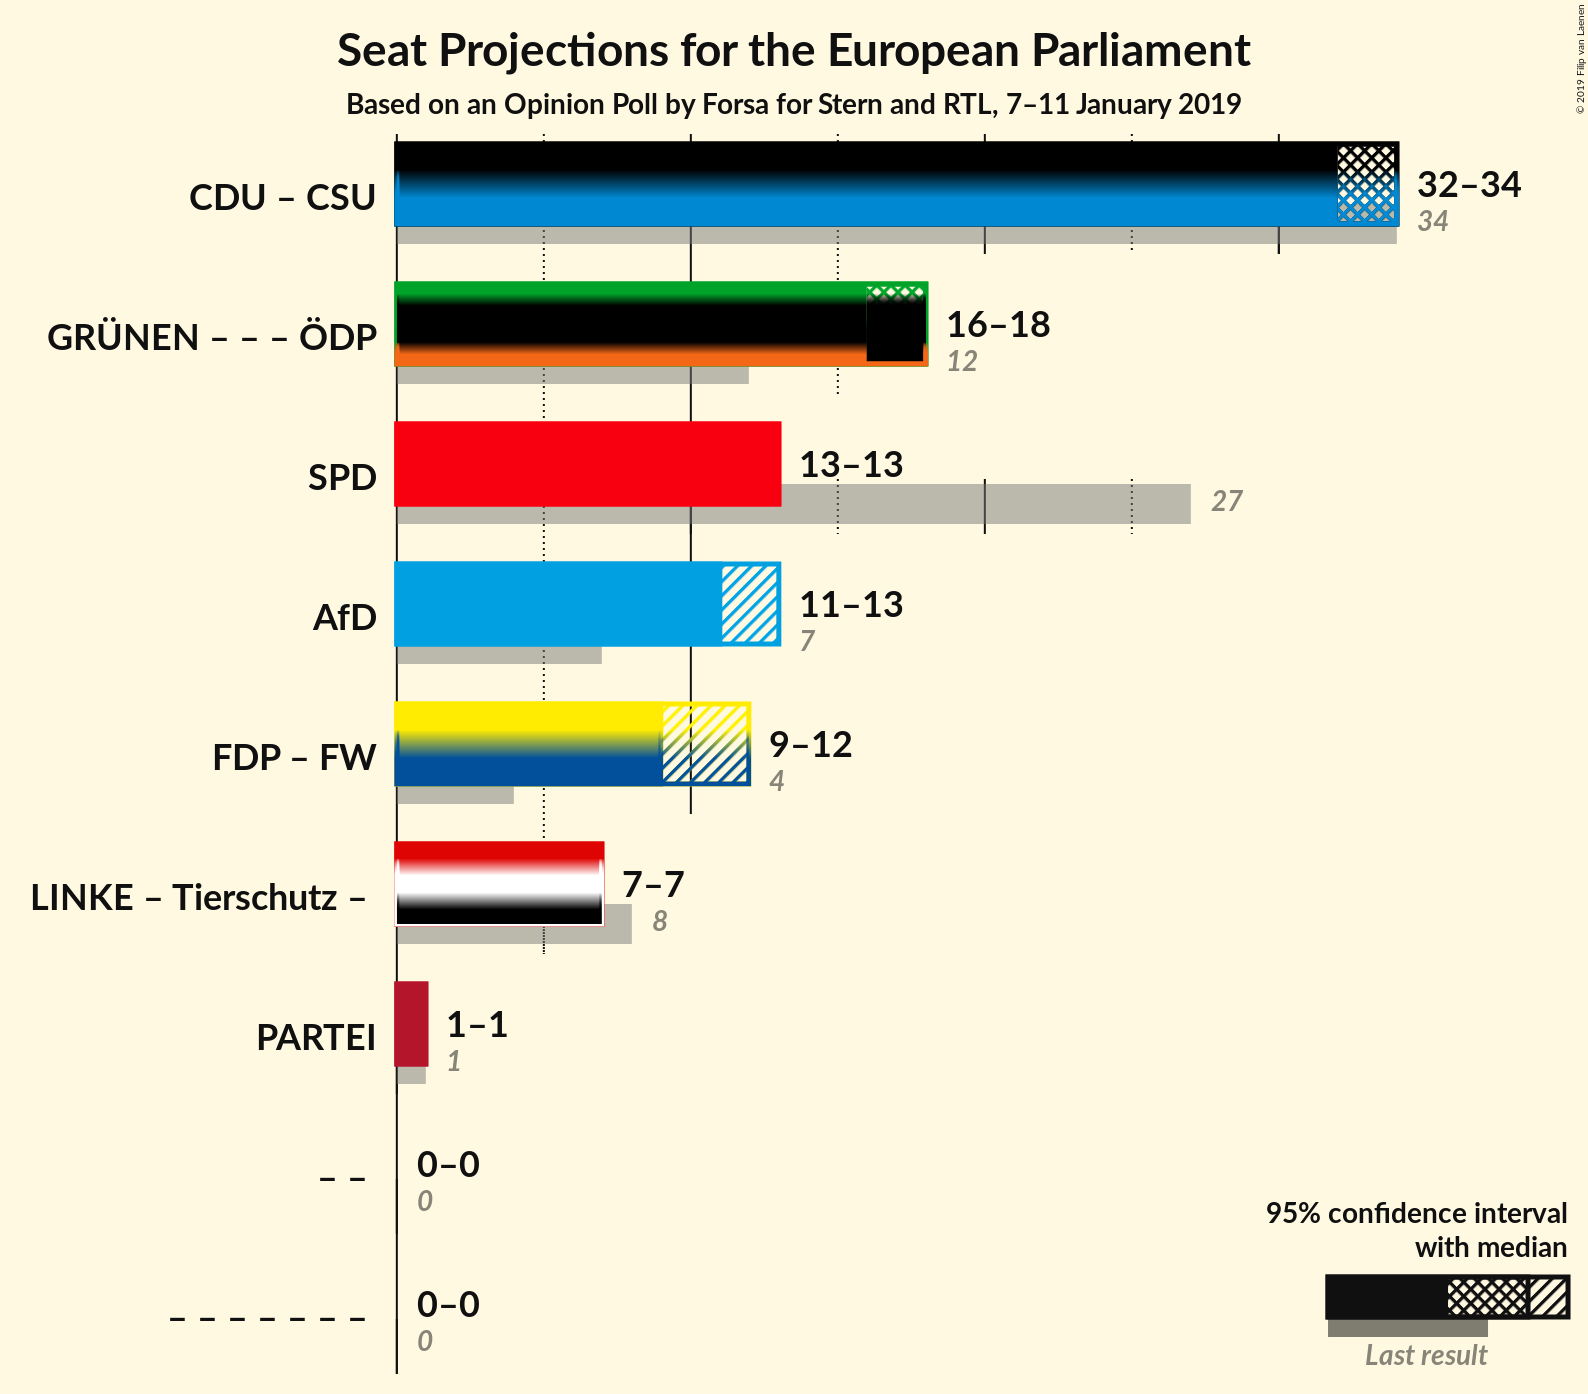 Seat Projections for the European Parliament
Based on an Opinion Poll by Forsa for Stern and RTL, 7–11 January 2019
© 2019 Filip van Laenen
CDU – CSU
32–34
34
GRÜNEN – – – ÖDP
16–18
12
SPD
13–13
27
AfD
11–13
7
FDP – FW
9–12
4
LINKE – Tierschutz –
7–7
8
PARTEI
1–1
1
– –
0–0
0
– – – – – – –
0–0
0
95% confidence interval
with median
Last result